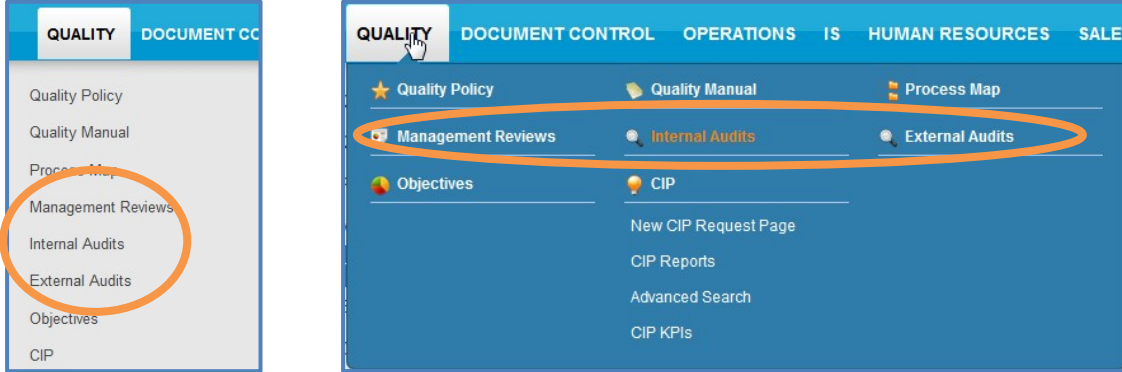 QUALITY DOCUMENT CO
Quality Policy
Quality Manual
Process Map
Management Reviews
Internal Audits
External Audits
Objectives
CIP
QUALITY DOCUMENT CONTROL OPERATIONS IS HUMAN RESOURCES SALE
Quality Policy Quality Manual Process Map
Management Reviews Internal Audits External Audits
Objectives CIP
New CIP Request Page
CIP Reports
Advanced Search
CIP KPIs